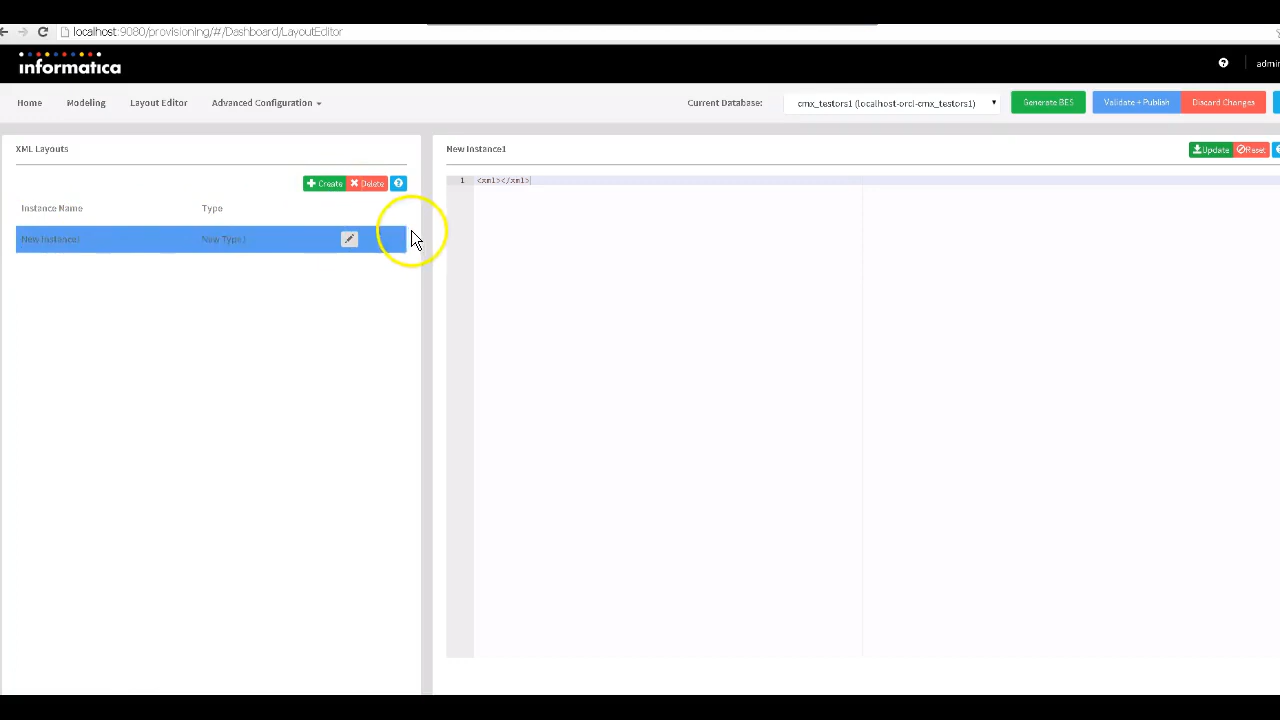 localhost:9080/provisioning/#/Dashboard/LayoutEditor
informatica
admin
Home Modeling Layout Editor Advanced Configuration Current Database: cmx_testors1 (localhost-orcl-cmx_testors1) Generate BES Validate + Publish Discard Changes
XML Layouts
New Instance1
Update Reset
Create Delete
1 <xml></xml>
Instance Name Type
New Instance1 New Type1